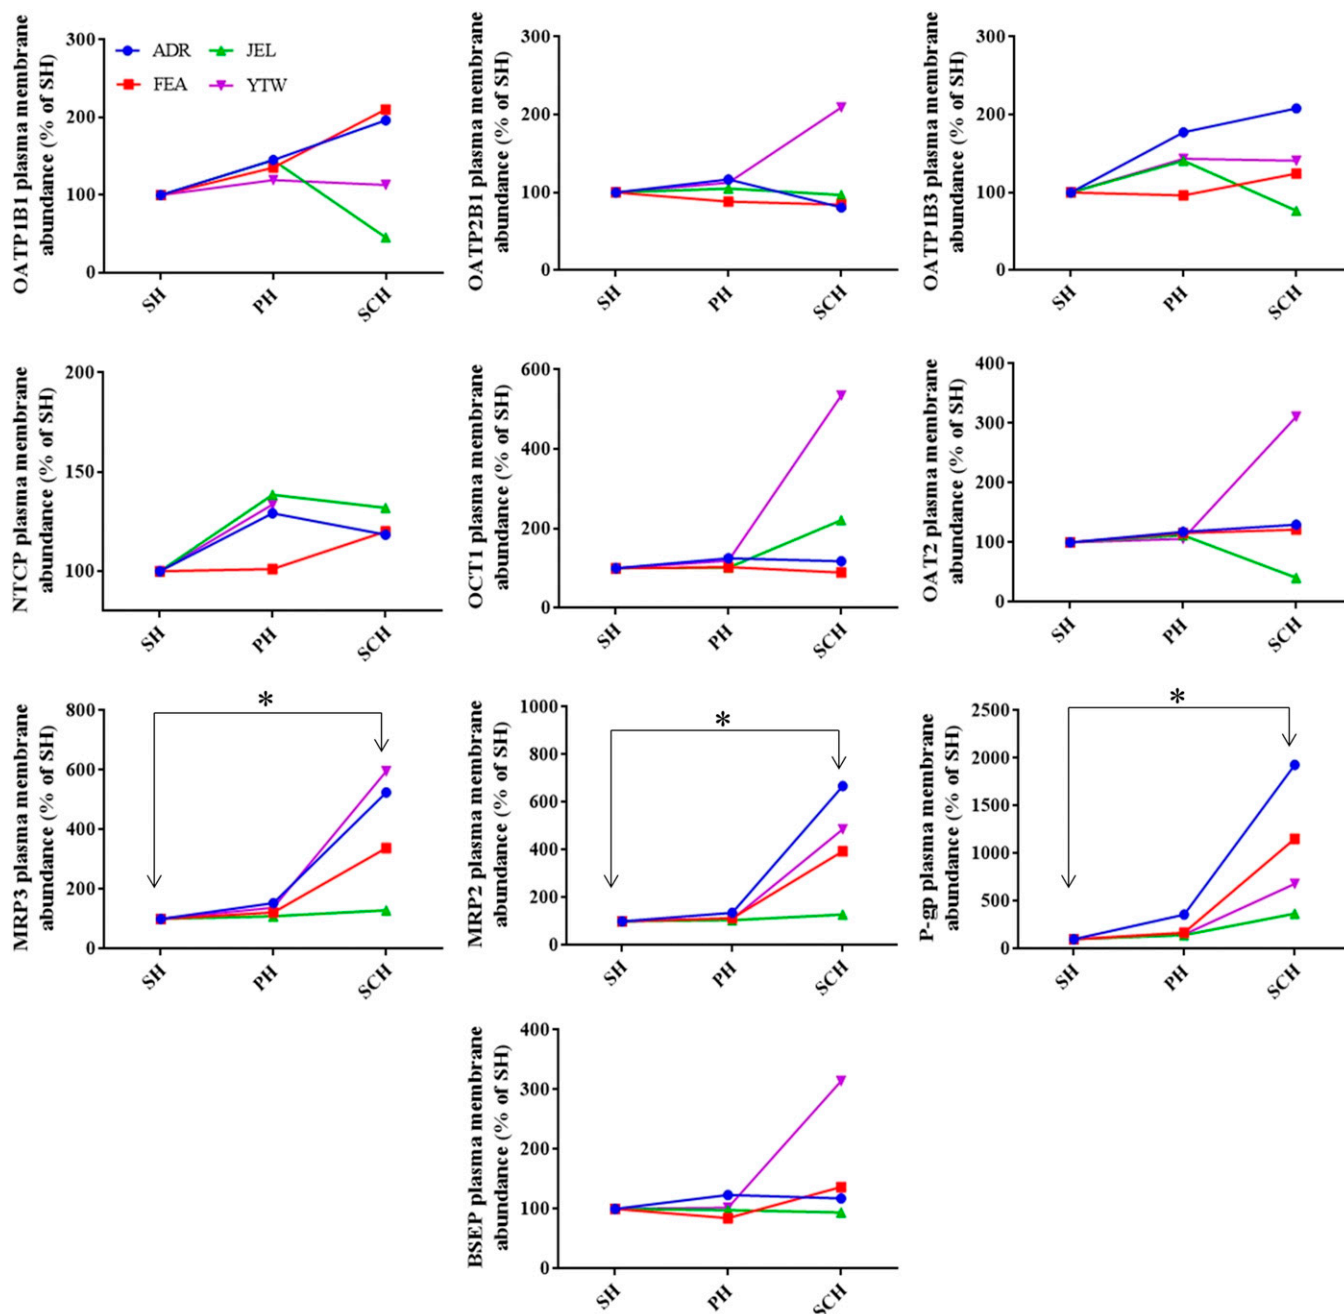 OATP1B1 plasma membrane
abundance (% of SH)
300
200
100
0
ADR
JEL
FEA
YTW
SH
PH
SCH
OATP2B1 plasma membrane
abundance (% of SH)
300
200
100
0
SH
PH
SCH
OATP1B3 plasma membrane
abundance (% of SH)
300
200
100
0
SH
PH
SCH
NTCP plasma membrane
abundance (% of SH)
200
150
100
SH
PH
SCH
OCT1 plasma membrane
abundance (% of SH)
600
400
200
0
SH
PH
SCH
OAT2 plasma membrane
abundance (% of SH)
400
300
200
100
0
SH
PH
SCH
MRP3 plasma membrane
abundance (% of SH)
800
600
400
200
0
*
SH
PH
SCH
MRP2 plasma membrane
abundance (% of SH)
1000
800
600
400
200
0
*
SH
PH
SCH
P-gp plasma membrane
abundance (% of SH)
2500
2000
1500
1000
500
0
*
SH
PH
SCH
BSEP plasma membrane
abundance (% of SH)
400
300
200
100
0
SH
PH
SCH